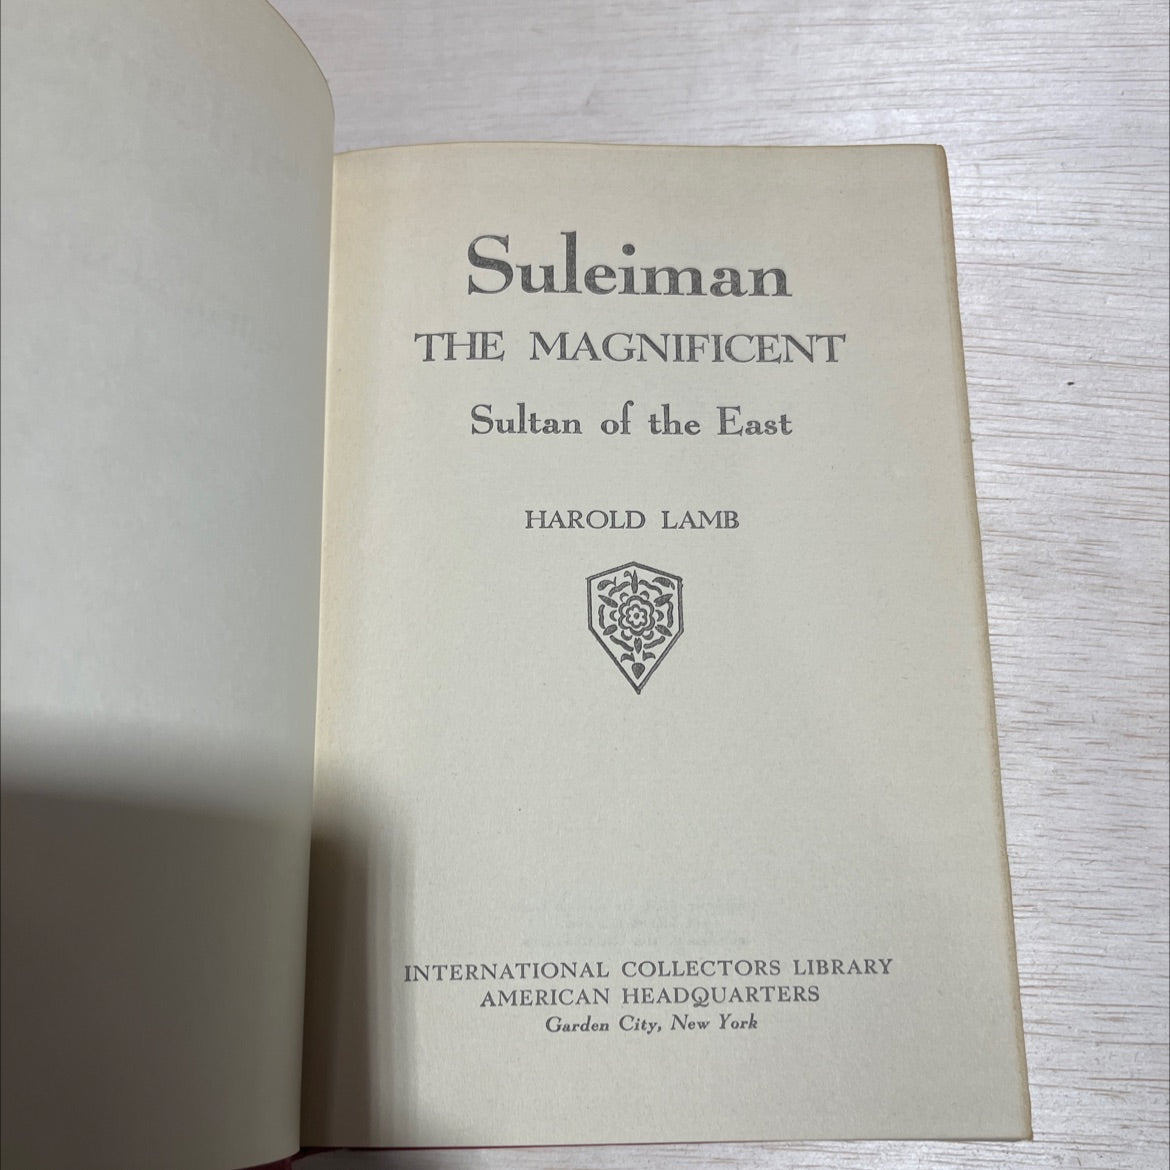 Suleiman
THE MAGNIFICENT
Sultan of the East
HAROLD LAMB
INTERNATIONAL COLLECTORS LIBRARY
AMERICAN HEADQUARTERS
Garden City, New York